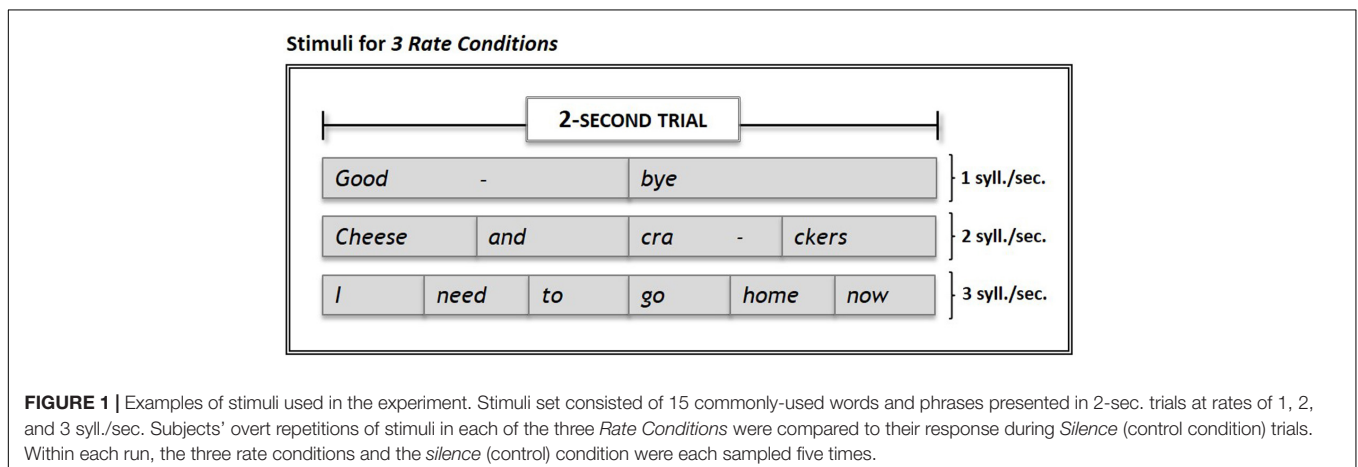 Stimuli for 3 Rate Conditions
2-SECOND TRIAL
Good - bye 1 syll./sec.
Cheese and cra - ckers 2 syll./sec.
I need to go home now 3 syll./sec.
FIGURE 1 | Examples of stimuli used in the experiment. Stimuli set consisted of 15 commonly-used words and phrases presented in 2-sec. trials at rates of 1, 2,
and 3 syll./sec. Subjects' overt repetitions of stimuli in each of the three Rate Conditions were compared to their response during Silence (control condition) trials.
Within each run, the three rate conditions and the silence (control) condition were each sampled five times.